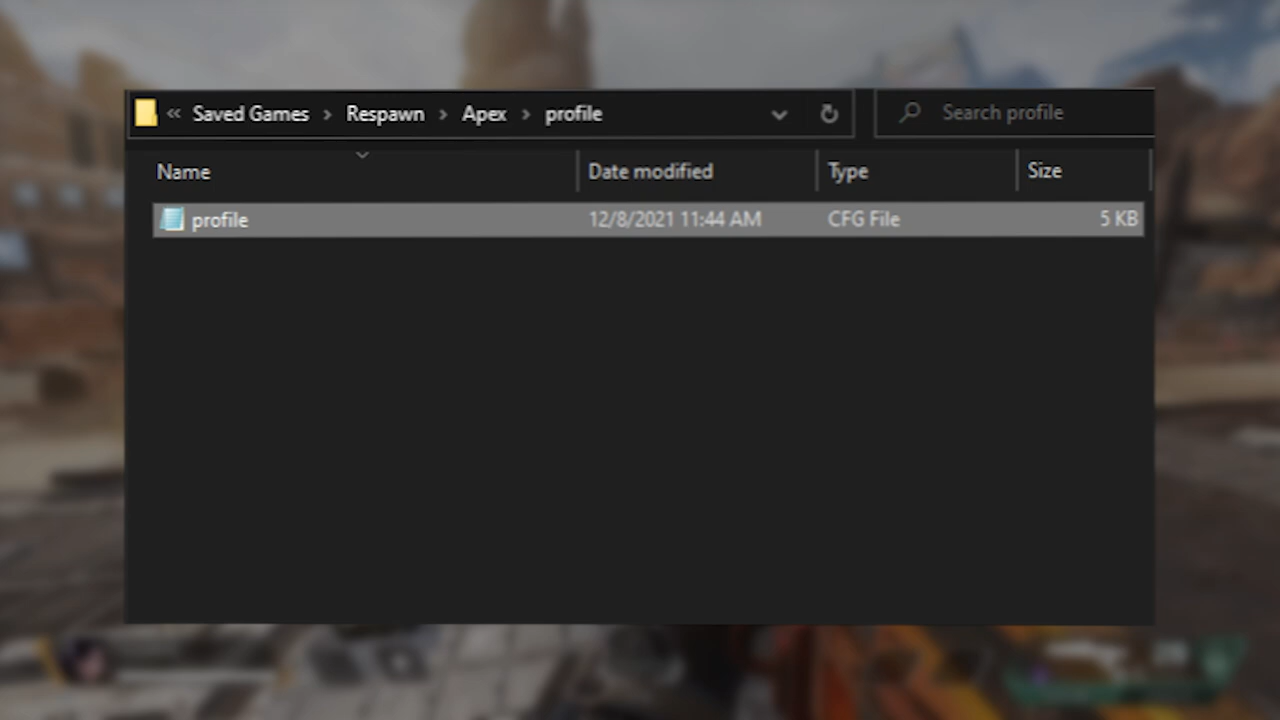 « Saved Games › Respawn › Apex › profile Search profile
Name Date modified Type Size
profile 12/8/2021 11:44 AM CFG File 5 KB